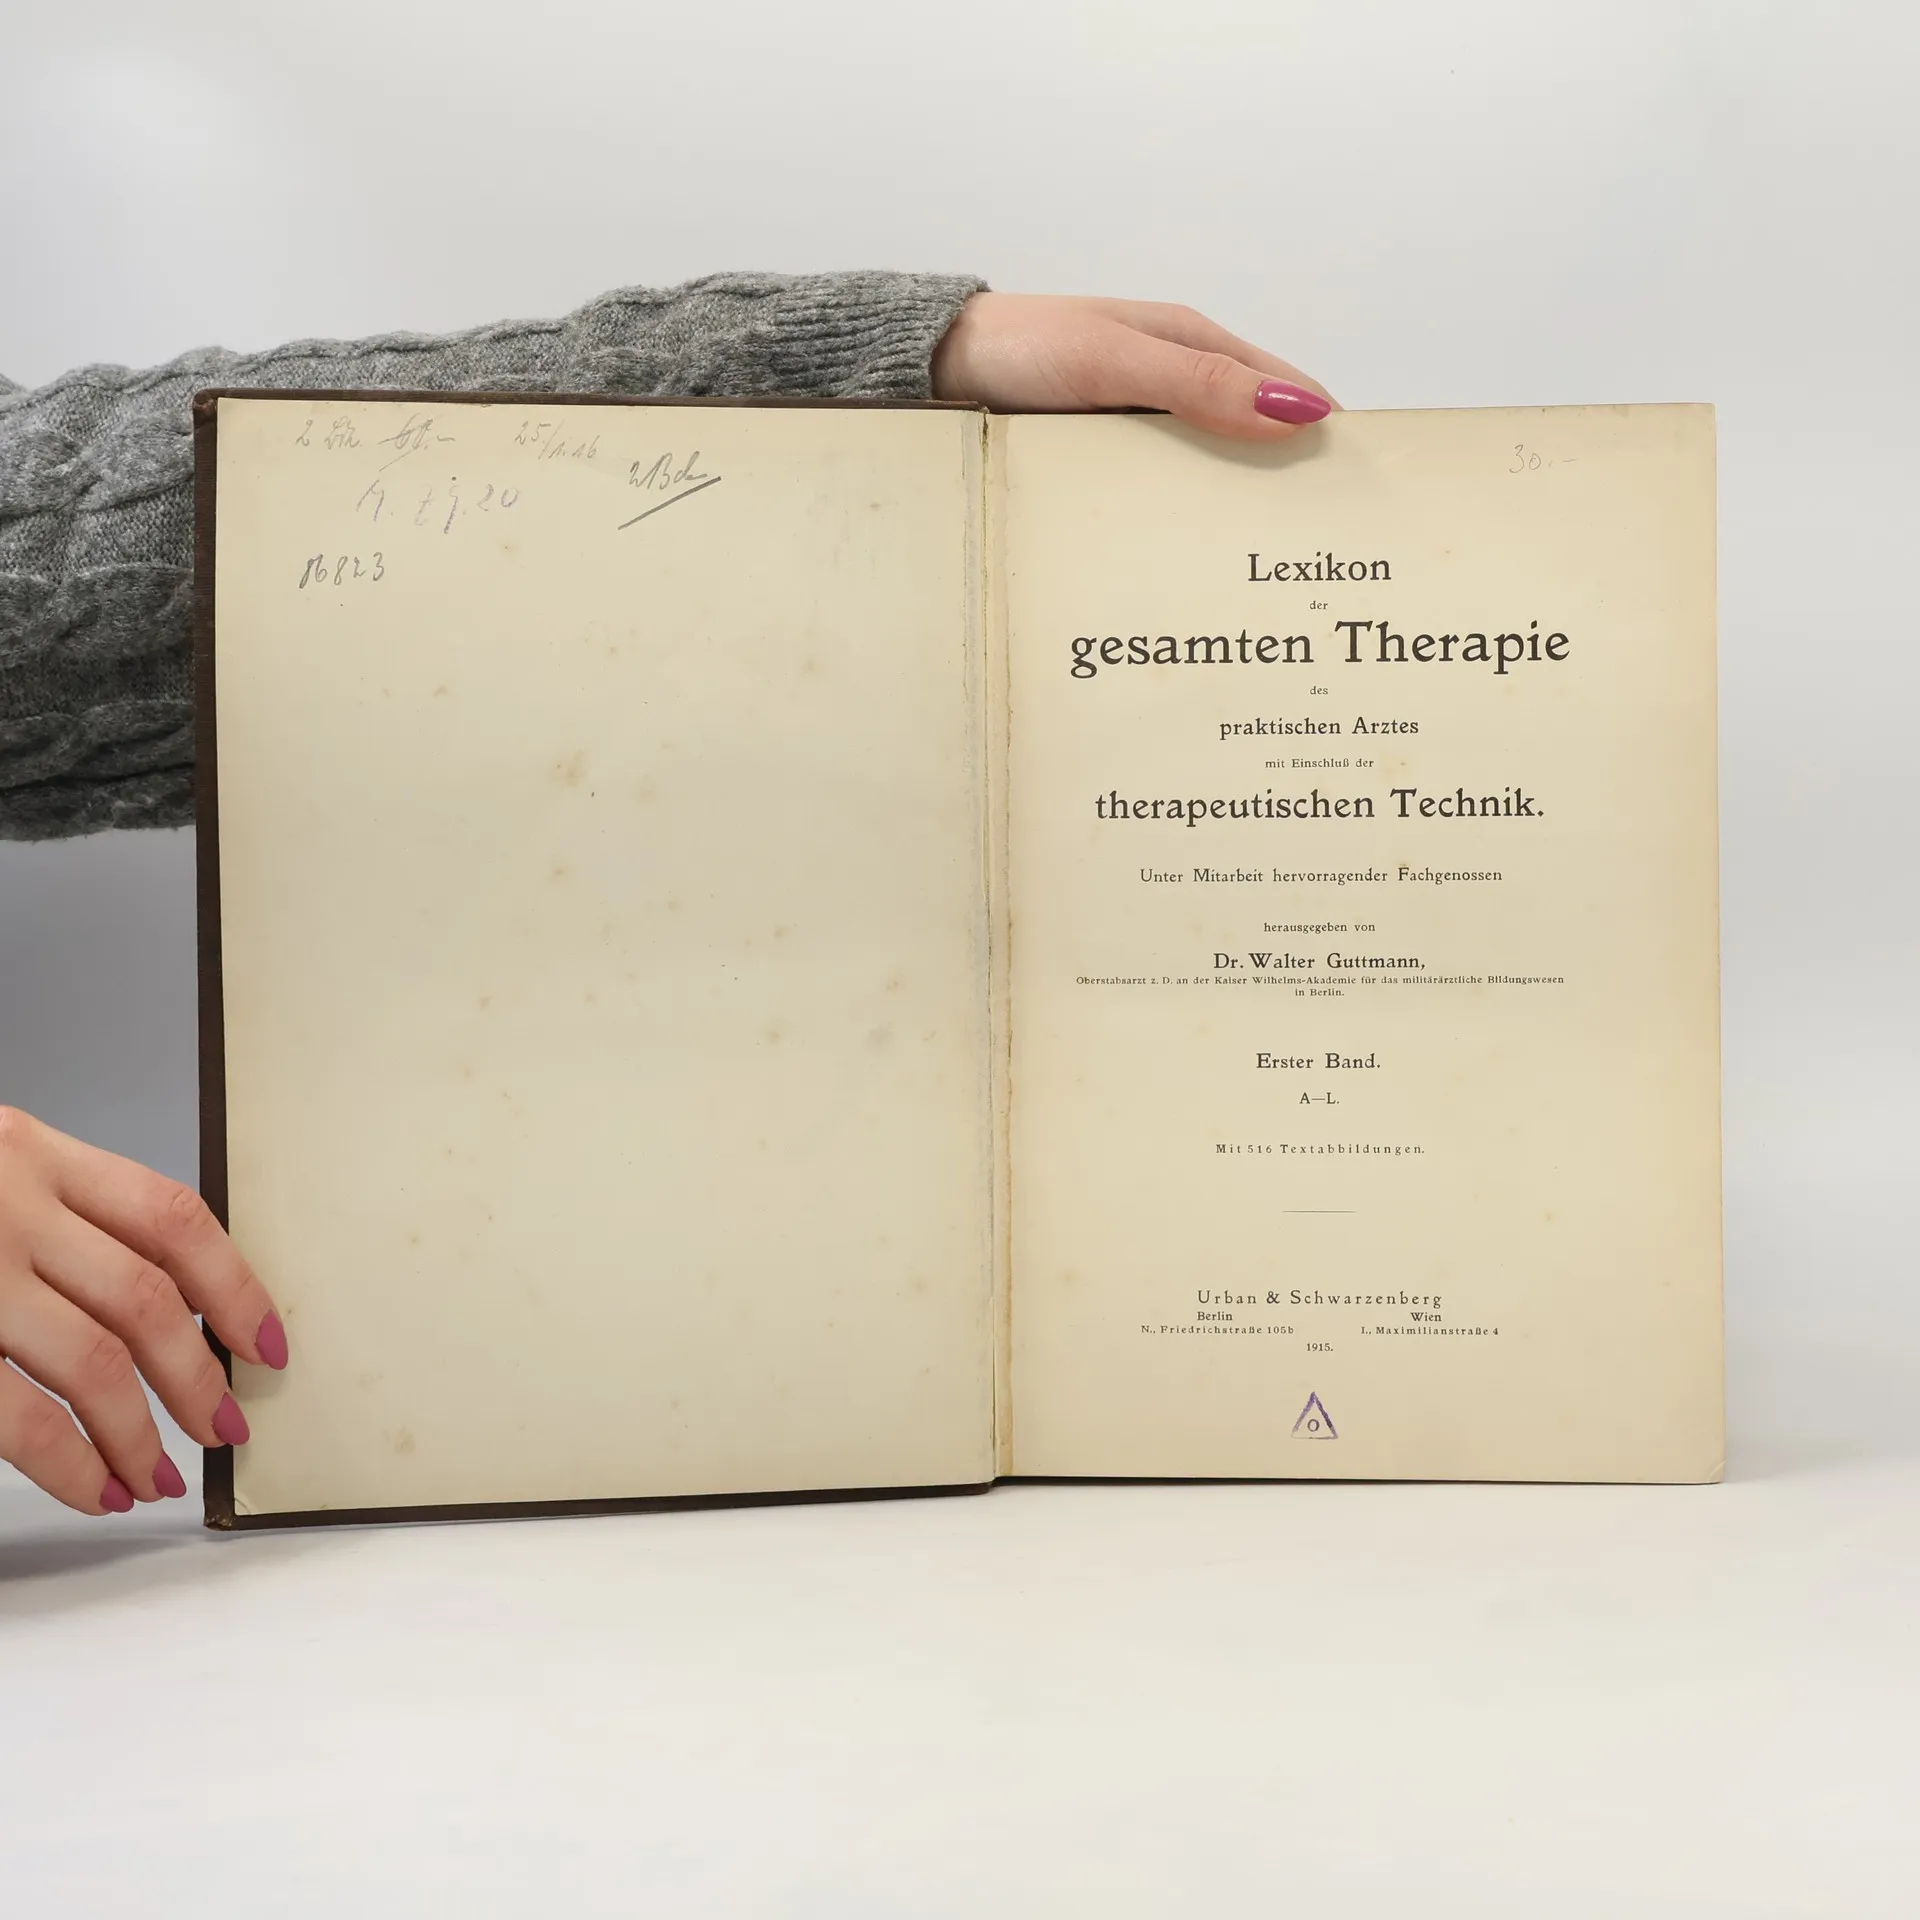 25/1.16
2 Bde
16823
30.-
Lexikon
der
gesamten Therapie
des
praktischen Arztes
mit Einschluß der
therapeutischen Technik.
Unter Mitarbeit hervorragender Fachgenossen
herausgegeben von
Dr. Walter Guttmann,
Oberstabsarzt z. D. an der Kaiser Wilhelms-Akademie für das militärärztliche Bildungswesen
in Berlin.
Erster Band.
A—L.
Mit 516 Textabbildungen.
Urban & Schwarzenberg
Berlin Wien
N., Friedrichstraße 105b I., Maximilianstraße 4
1915.
O